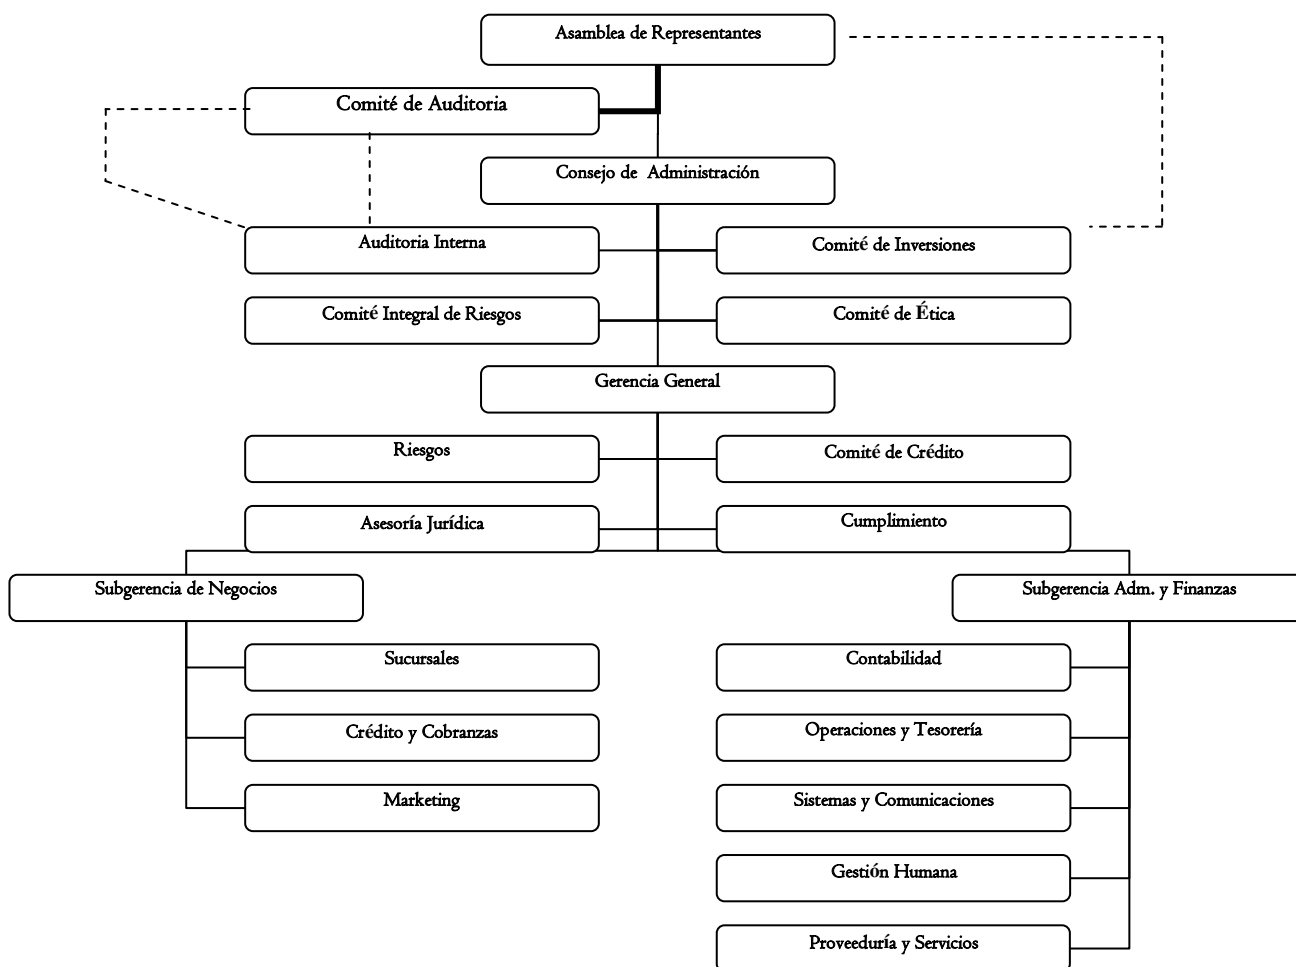 Asamblea de Representantes
Comité de Auditoria
Consejo de Administración
Auditoria Interna
Comité de Inversiones
Comité Integral de Riesgos
Comité de Ética
Gerencia General
Riesgos
Comité de Crédito
Asesoría Jurídica
Cumplimiento
Subgerencia de Negocios
Subgerencia Adm. y Finanzas
Sucursales
Contabilidad
Crédito y Cobranzas
Operaciones y Tesorería
Marketing
Sistemas y Comunicaciones
Gestión Humana
Proveeduría y Servicios